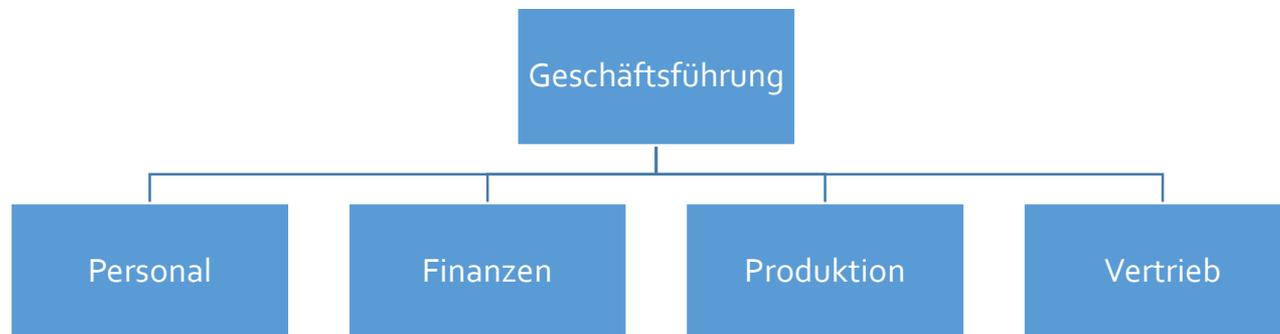 Geschäftsführung
Personal
Finanzen
Produktion
Vertrieb